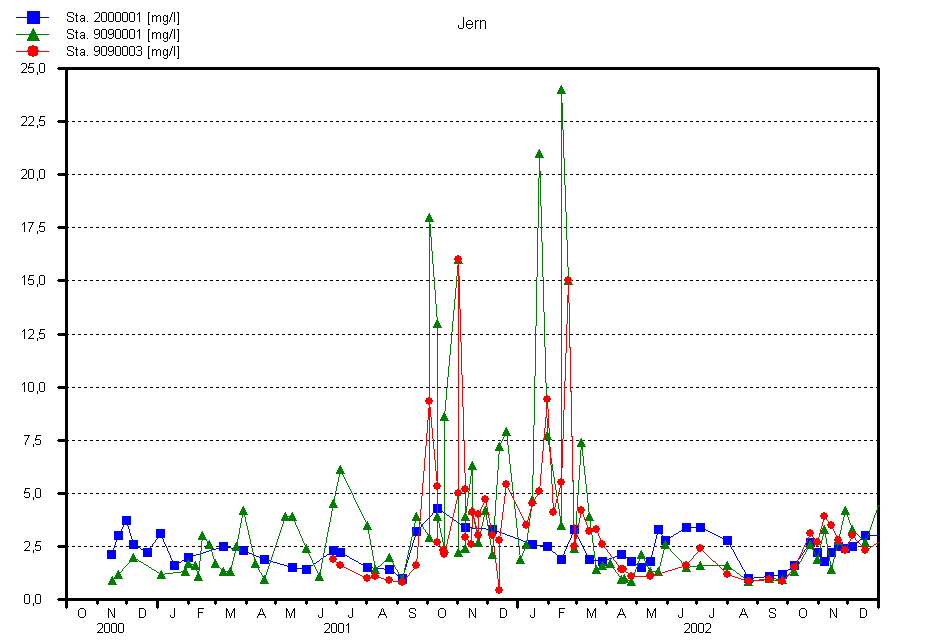 Sta. 2000001 [mg/l]
Sta. 9090001 [mg/l]
Sta. 9090003 [mg/l]
Jern
25,0
22,5
20,0
17,5
15,0
12,5
10,0
7,5
5,0
2,5
0,0
O N D J F M A M J J A S O N D J F M A M J J A S O N D
2000 2001 2002